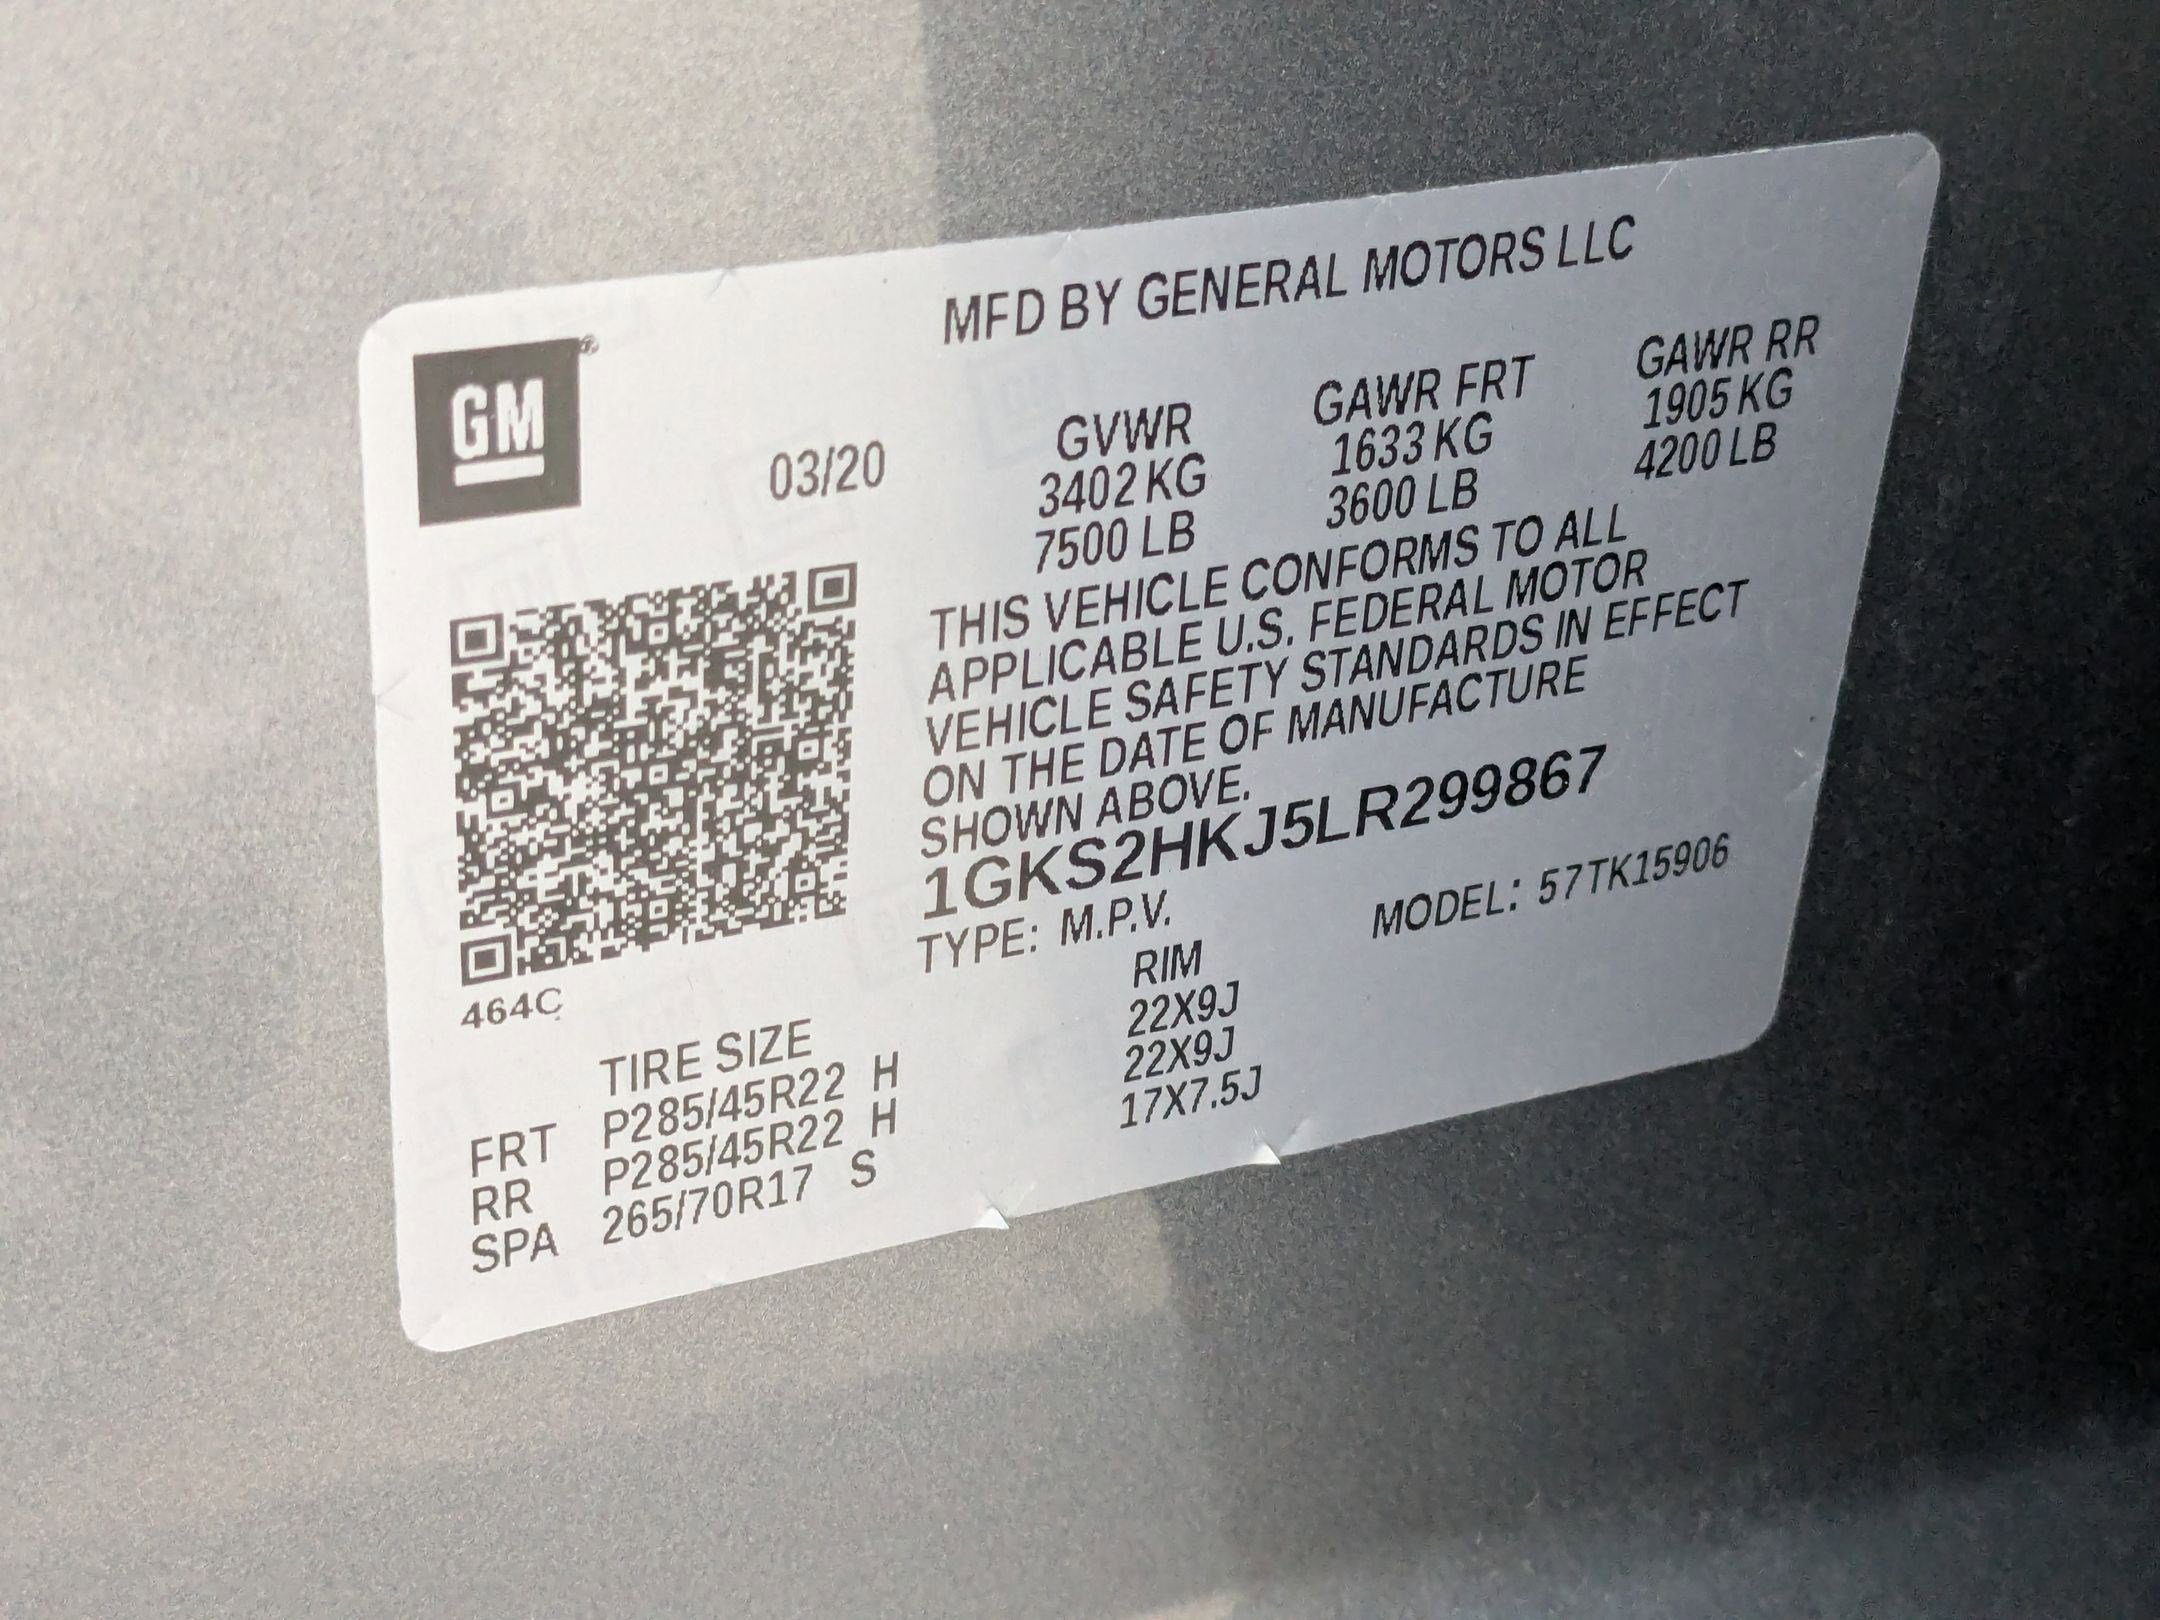 MFD BY GENERAL MOTORS LLC
GM
03/20
GVWR GAWR FRT GAWR RR
3402 KG 1633 KG 1905 KG
7500 LB 3600 LB 4200 LB
THIS VEHICLE CONFORMS TO ALL
APPLICABLE U.S. FEDERAL MOTOR
VEHICLE SAFETY STANDARDS IN EFFECT
ON THE DATE OF MANUFACTURE
SHOWN ABOVE.
1GKS2HKJ5LR299867
TYPE: M.P.V. MODEL: 57TK15906
464C
TIRE SIZE RIM
FRT P285/45R22 H 22X9J
RR P285/45R22 H 22X9J
SPA 265/70R17 S 17X7.5J